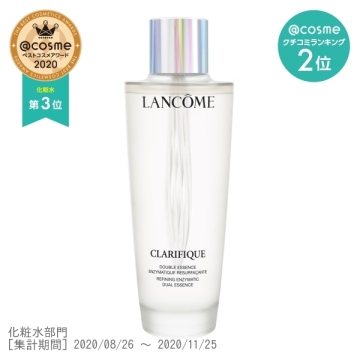 @cosme
ベストコスメアワード
2020
化粧水
第3位
@cosme
クチコミランキング
2位
LANCÔME
CLARIFIQUE
DOUBLE ESSENCE
ENZYMATIQUE RESURFAÇANTE
REFINING ENZYMATIC
DUAL ESSENCE
化粧水部門
[集計期間] 2020/08/26 ～ 2020/11/25